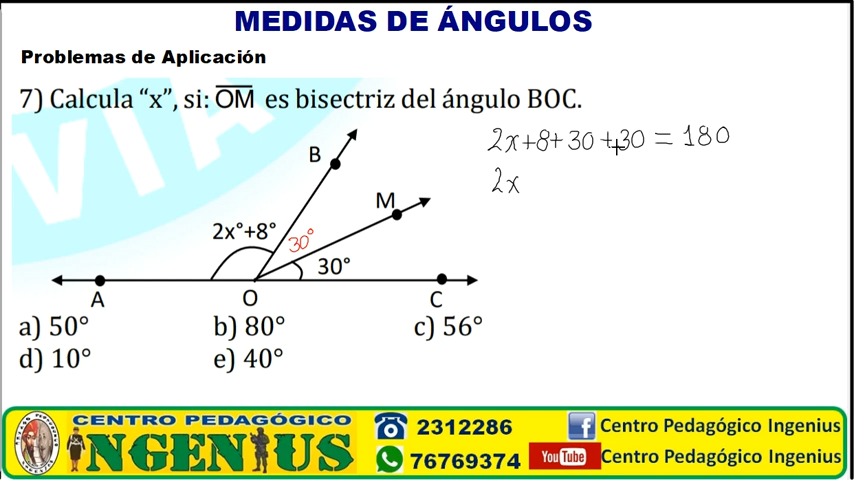 MEDIDAS DE ÁNGULOS
Problemas de Aplicación
7) Calcula “x”, si: OM es bisectriz del ángulo BOC.
2x+8+30+30=180
2x
B
M
2x°+8°
30°
30°
A
O
C
a) 50°
b) 80°
c) 56°
d) 10°
e) 40°
CENTRO PEDAGÓGICO
INGENIUS
2312286
76769374
f Centro Pedagógico Ingenius
YouTube Centro Pedagógico Ingenius